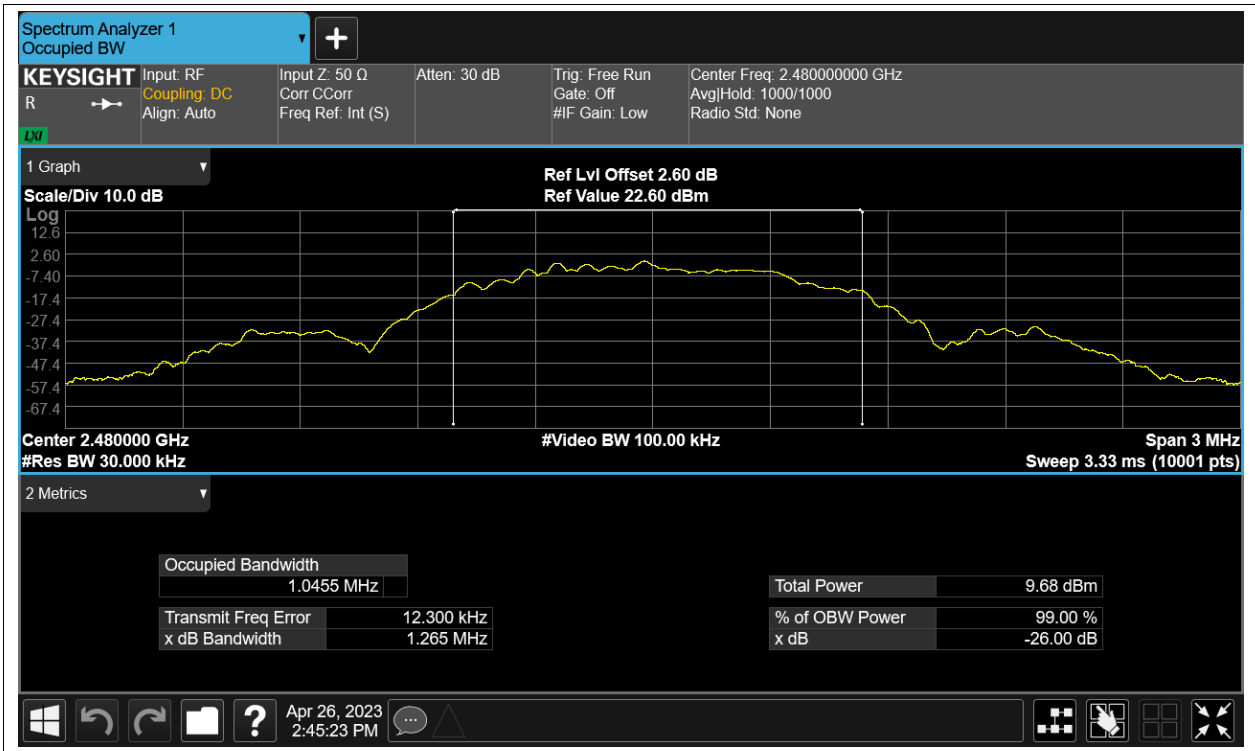 Spectrum Analyzer 1
Occupied BW
KEYSIGHT
R
LXI
Input: RF
Coupling: DC
Align: Auto
Input Z: 50 Ω
Corr CCorr
Freq Ref: Int (S)
Atten: 30 dB
Trig: Free Run
Gate: Off
#IF Gain: Low
Center Freq: 2.480000000 GHz
Avg|Hold: 1000/1000
Radio Std: None
1 Graph
Scale/Div 10.0 dB
Ref Lvl Offset 2.60 dB
Ref Value 22.60 dBm
Log
12.6
2.60
-7.40
-17.4
-27.4
-37.4
-47.4
-57.4
-67.4
Center 2.480000 GHz
#Res BW 30.000 kHz
#Video BW 100.00 kHz
Span 3 MHz
Sweep 3.33 ms (10001 pts)
2 Metrics
Occupied Bandwidth
1.0455 MHz
Transmit Freq Error 12.300 kHz
x dB Bandwidth 1.265 MHz
Total Power 9.68 dBm
% of OBW Power 99.00 %
x dB -26.00 dB
?
Apr 26, 2023
2:45:23 PM